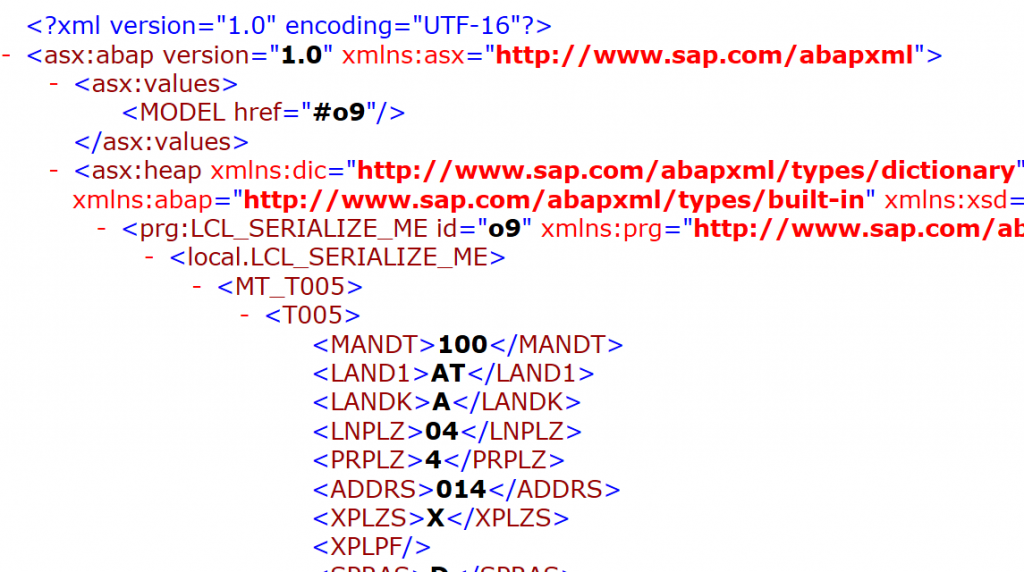 <?xml version="1.0" encoding="UTF-16"?>
- <asx:abap version="1.0" xmlns:asx="http://www.sap.com/abapxml">
- <asx:values>
<MODEL href="#o9"/>
</asx:values>
- <asx:heap xmlns:dic="http://www.sap.com/abapxml/types/dictionary"
xmlns:abap="http://www.sap.com/abapxml/types/built-in" xmlns:xsd=
- <prg:LCL_SERIALIZE_ME id="o9" xmlns:prg="http://www.sap.com/ab
- <local.LCL_SERIALIZE_ME>
- <MT_T005>
- <T005>
<MANDT>100</MANDT>
<LAND1>AT</LAND1>
<LANDK>A</LANDK>
<LNPLZ>04</LNPLZ>
<PRPLZ>4</PRPLZ>
<ADDRS>014</ADDRS>
<XPLZS>X</XPLZS>
<XPLPF/>
<SPRAS>D</SPRAS>